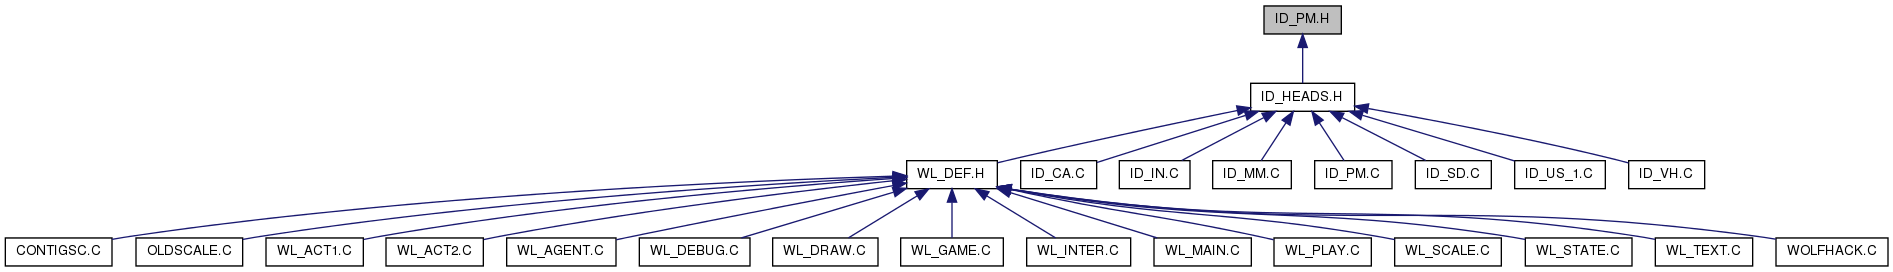 ID_PM.H
ID_HEADS.H
WL_DEF.H
ID_CA.C
ID_IN.C
ID_MM.C
ID_PM.C
ID_SD.C
ID_US_1.C
ID_VH.C
CONTIGSC.C
OLDSCALE.C
WL_ACT1.C
WL_ACT2.C
WL_AGENT.C
WL_DEBUG.C
WL_DRAW.C
WL_GAME.C
WL_INTER.C
WL_MAIN.C
WL_PLAY.C
WL_SCALE.C
WL_STATE.C
WL_TEXT.C
WOLFHACK.C